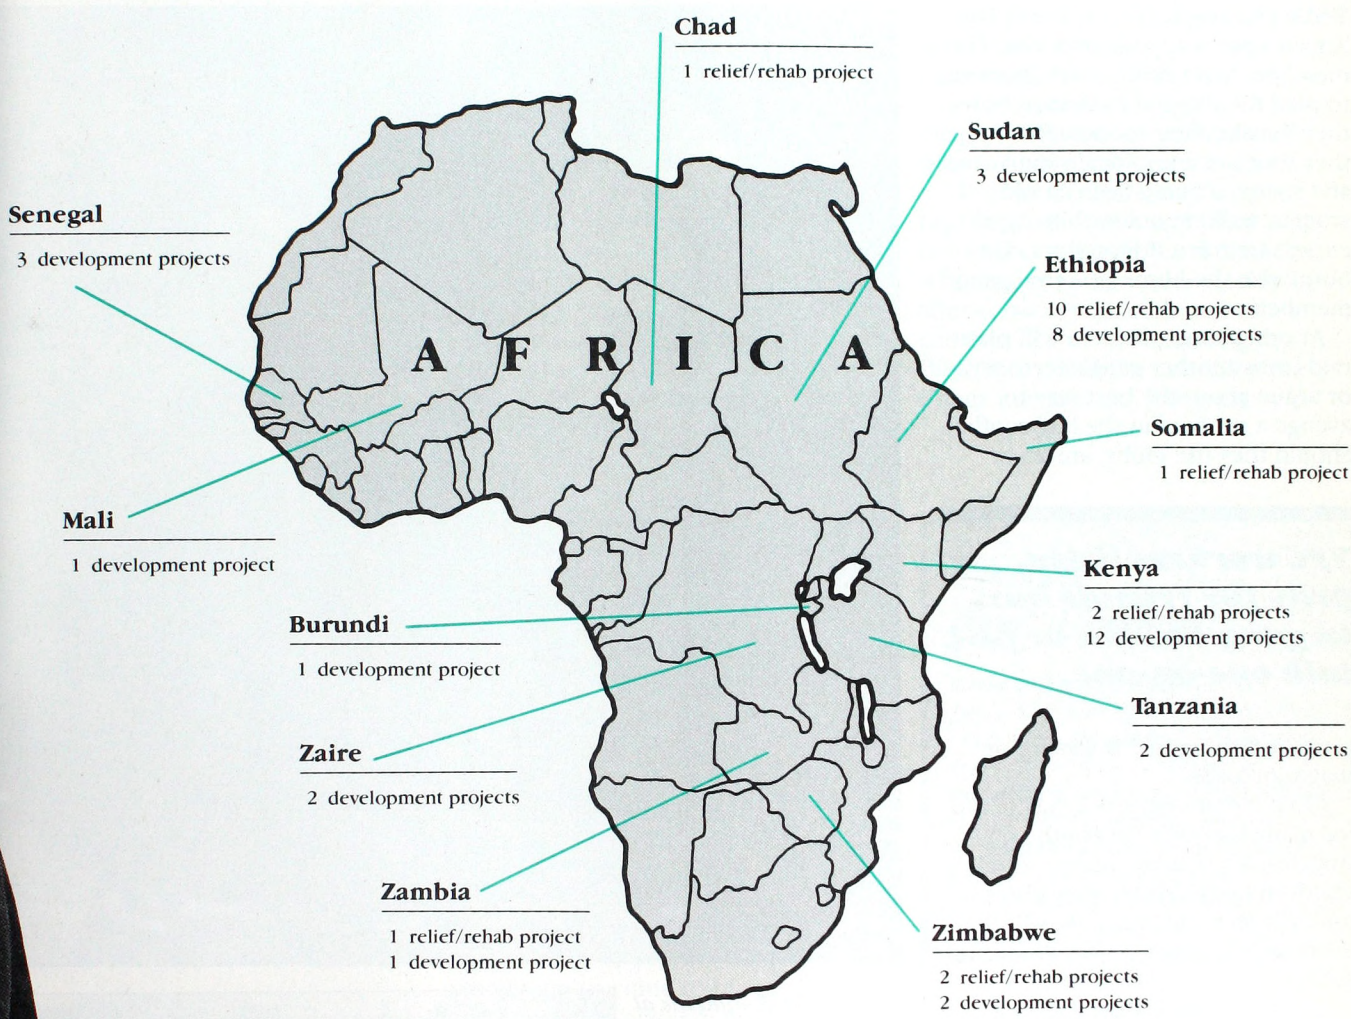 Chad
1 relief/rehab project
Sudan
3 development projects
Senegal
3 development projects
Ethiopia
10 relief/rehab projects
8 development projects
AFRICA
Somalia
1 relief/rehab project
Mali
1 development project
Kenya
2 relief/rehab projects
12 development projects
Burundi
1 development project
Tanzania
2 development projects
Zaire
2 development projects
Zambia
1 relief/rehab project
1 development project
Zimbabwe
2 relief/rehab projects
2 development projects